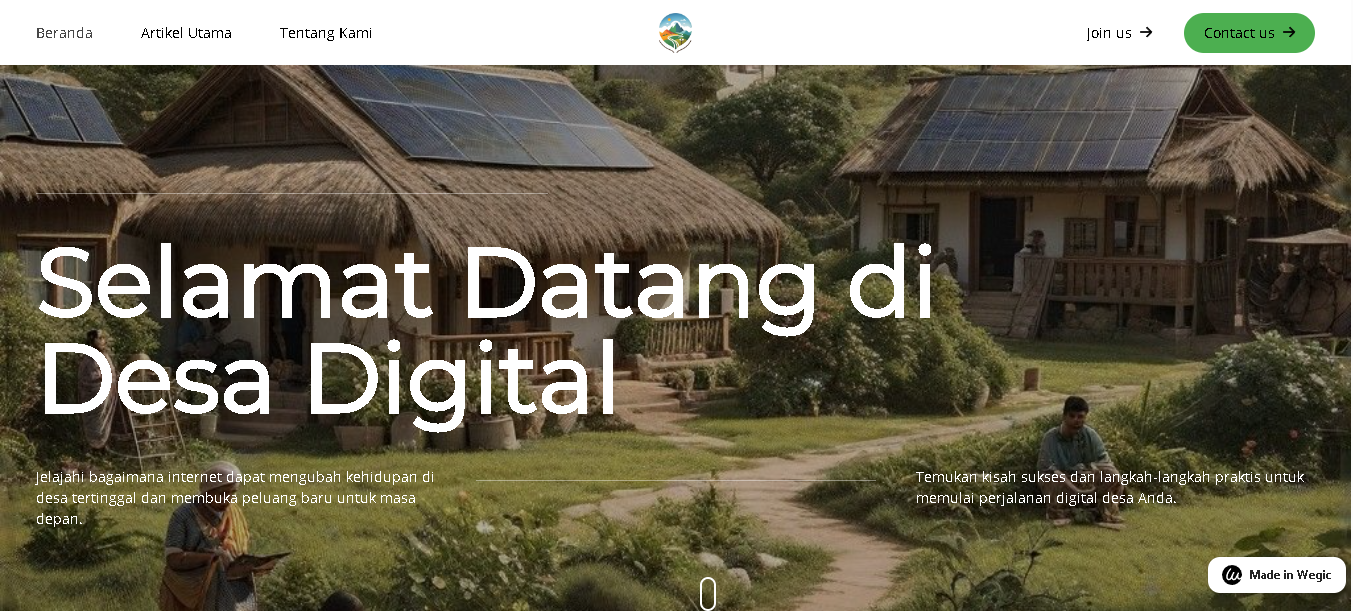 Beranda
Artikel Utama
Tentang Kami
Join us
Contact us
Selamat Datang di
Desa Digital
Jelajahi bagaimana internet dapat mengubah kehidupan di
desa tertinggal dan membuka peluang baru untuk masa
depan.
Temukan kisah sukses dan langkah-langkah praktis untuk
memulai perjalanan digital desa Anda.
Made in Wegic